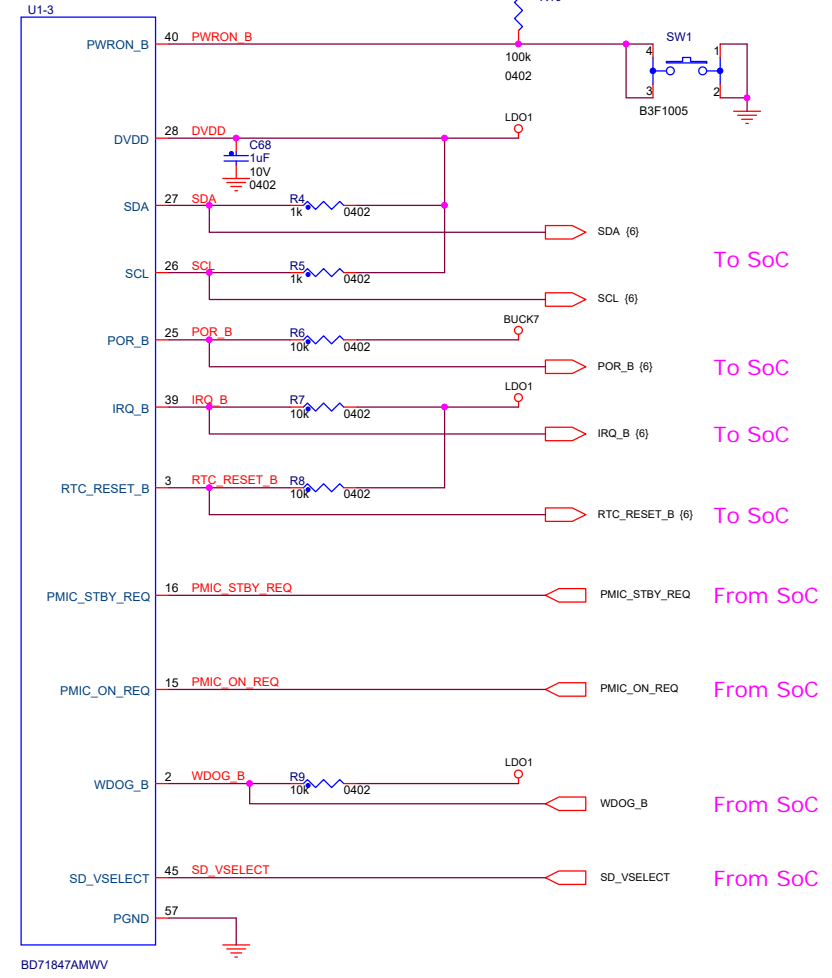 U1-3
PWRON_B 40 PWRON_B
100k
0402
SW1
4 1
3 2
B3F1005
DVDD 28 DVDD
LDO1
C68
1uF
10V
0402
SDA 27 SDA R4
1k 0402
SDA {6}
To SoC
SCL 26 SCL R5
1k 0402
SCL {6}
BUCK7
POR_B 25 POR_B R6
10k 0402
POR_B {6} To SoC
LDO1
IRQ_B 39 IRQ_B R7
10k 0402
IRQ_B {6} To SoC
RTC_RESET_B 3 RTC_RESET_B R8
10k 0402
RTC_RESET_B {6} To SoC
PMIC_STBY_REQ 16 PMIC_STBY_REQ PMIC_STBY_REQ From SoC
PMIC_ON_REQ 15 PMIC_ON_REQ PMIC_ON_REQ From SoC
LDO1
WDOG_B 2 WDOG_B R9
10k 0402
WDOG_B From SoC
SD_VSELECT 45 SD_VSELECT SD_VSELECT From SoC
PGND 57
BD71847AMWV